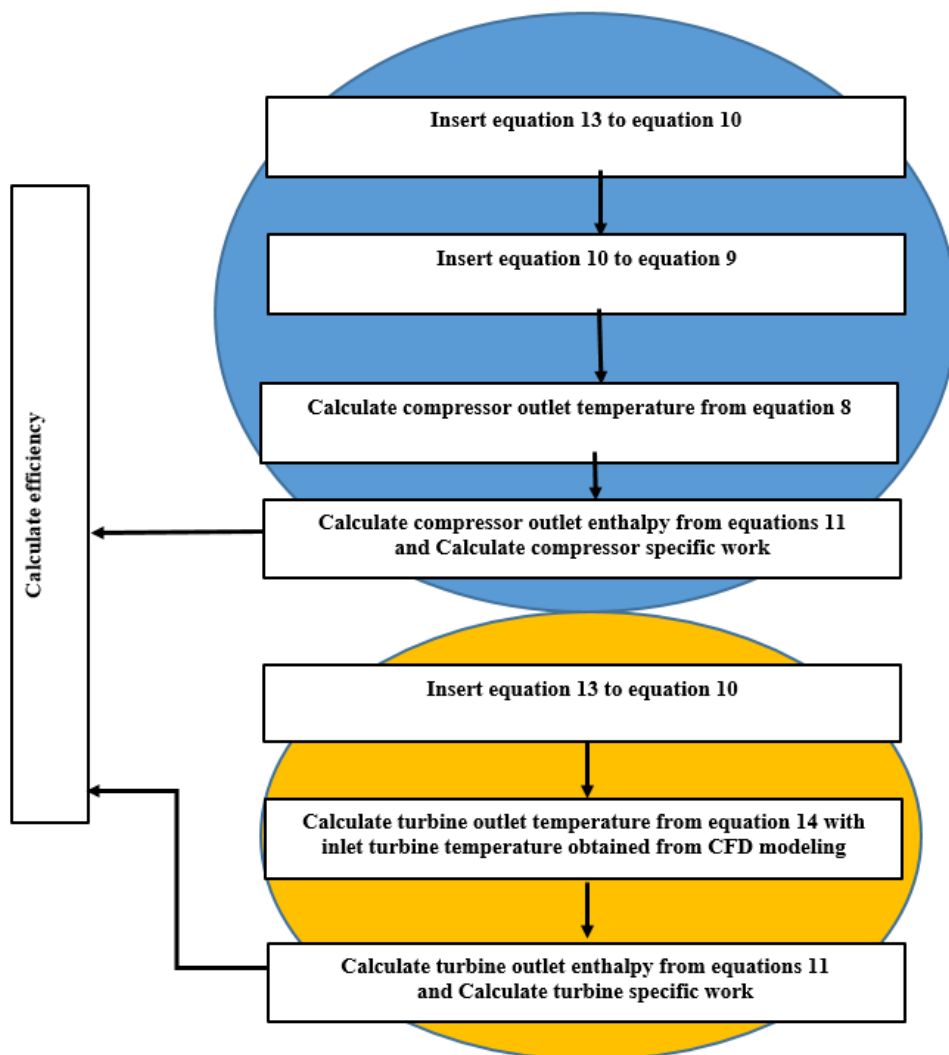 Insert equation 13 to equation 10
Insert equation 10 to equation 9
Calculate compressor outlet temperature from equation 8
Calculate compressor outlet enthalpy from equations 11
and Calculate compressor specific work
Calculate efficiency
Insert equation 13 to equation 10
Calculate turbine outlet temperature from equation 14 with
inlet turbine temperature obtained from CFD modeling
Calculate turbine outlet enthalpy from equations 11
and Calculate turbine specific work